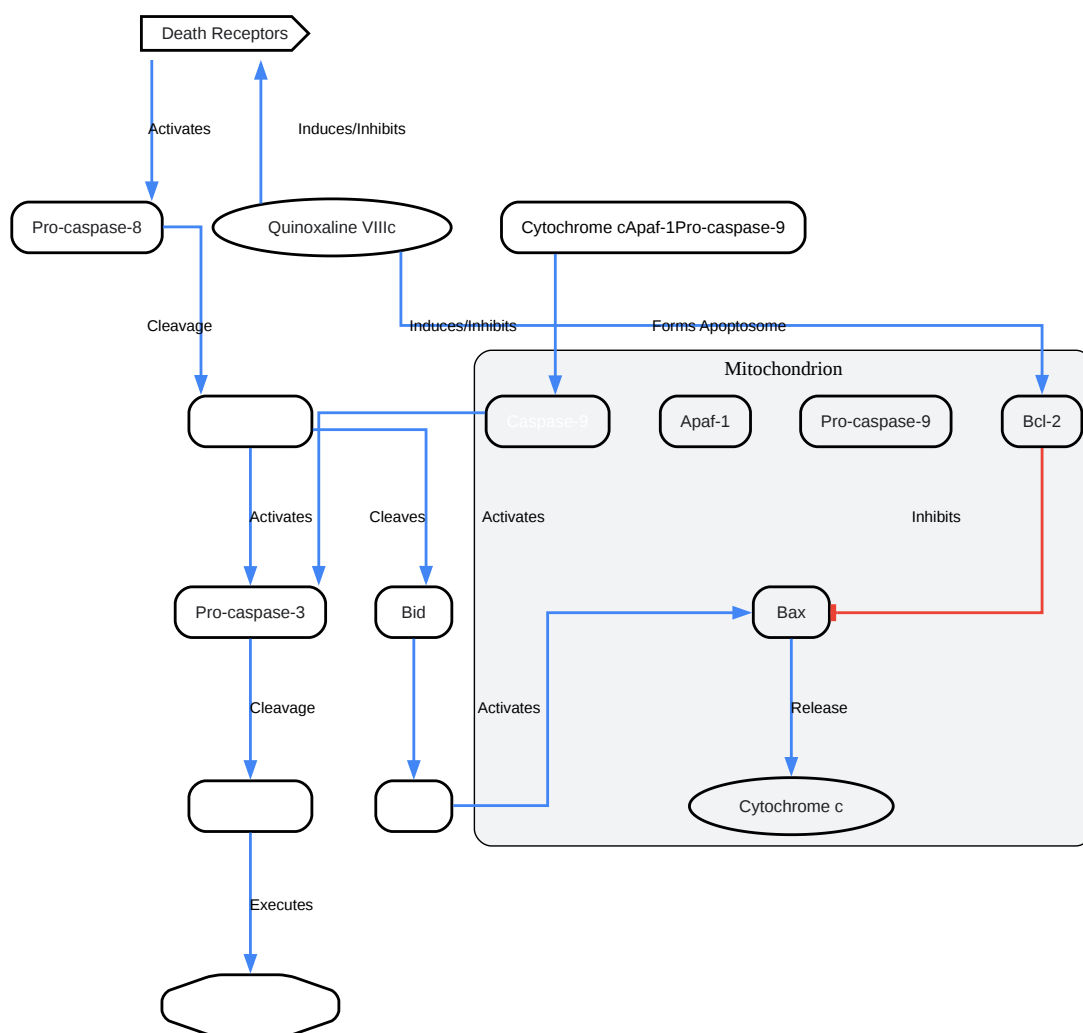 Death Receptors
Activates
Induces/Inhibits
Pro-caspase-8
Quinoxaline VIIIc
Cytochrome cApaf-1Pro-caspase-9
Cleavage
Induces/Inhibits
Forms Apoptosome
Mitochondrion
Caspase-9
Apaf-1
Pro-caspase-9
Bcl-2
Activates
Cleaves
Activates
Inhibits
Pro-caspase-3
Bid
Bax
Cleavage
Activates
Release
Cytochrome c
Executes